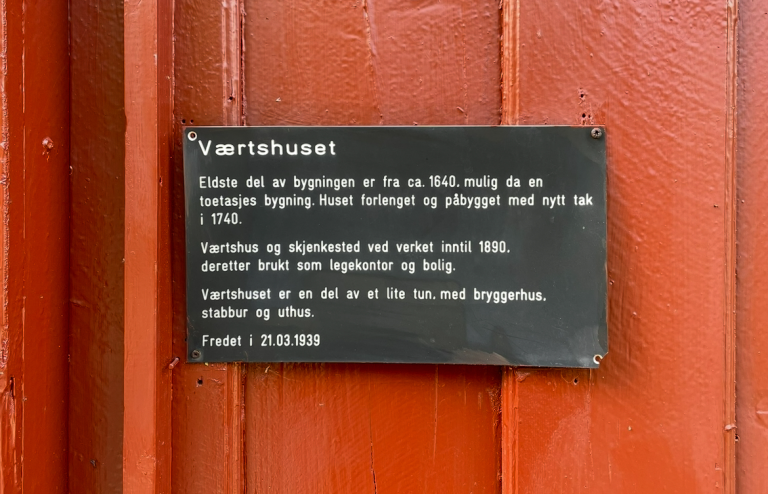 Værtshuset
Eldste del av bygningen er fra ca. 1640, mulig da en
toetasjes bygning. Huset forlenget og påbygget med nytt tak
i 1740.
Værtshus og skjenkested ved verket inntil 1890,
deretter brukt som legekontor og bolig.
Værtshuset er en del av et lite tun, med bryggerhus,
stabbur og uthus.
Fredet i 21.03.1939